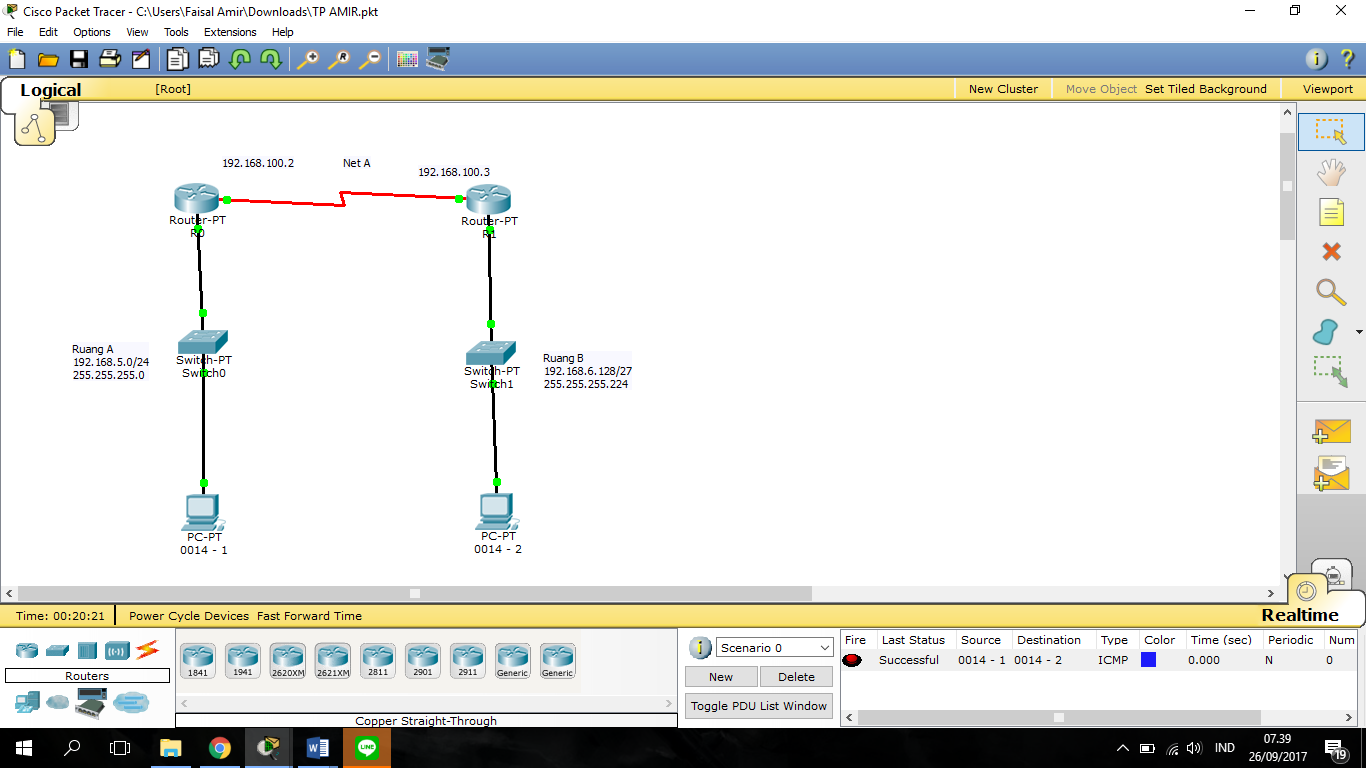 Cisco Packet Tracer - C:\Users\Faisal Amir\Downloads\TP AMIR.pkt
File Edit Options View Tools Extensions Help
Logical [Root] New Cluster Move Object Set Tiled Background Viewport
192.168.100.2 Net A
192.168.100.3
Router-PT
R0
Router-PT
R1
Ruang A
192.168.5.0/24
255.255.255.0
Switch-PT
Switch0
Switch-PT
Switch1
Ruang B
192.168.6.128/27
255.255.255.224
PC-PT
0014 - 1
PC-PT
0014 - 2
Time: 00:20:21 Power Cycle Devices Fast Forward Time Realtime
Routers
1841 1941 2620XM 2621XM 2811 2901 2911 Generic Generic
Copper Straight-Through
Scenario 0
New Delete
Toggle PDU List Window
Fire Last Status Source Destination Type Color Time (sec) Periodic Num
Successful 0014 - 1 0014 - 2 ICMP 0.000 N 0
IND
07.39
26/09/2017
19